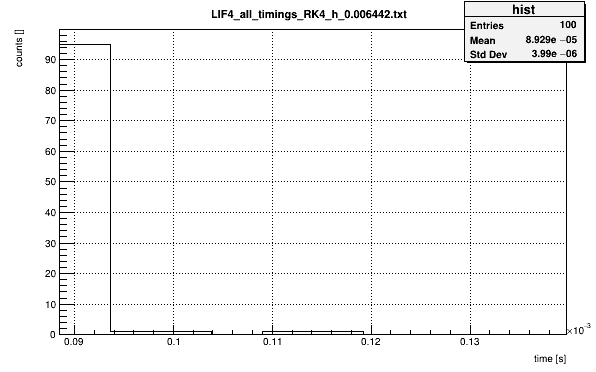 LIF4_all_timings_RK4_h_0.006442.txt
hist
Entries 100
Mean 8.929e −05
Std Dev 3.99e −06
counts []
90
80
70
60
50
40
30
20
10
0
0.09 0.1 0.11 0.12 0.13
×10⁻³
time [s]